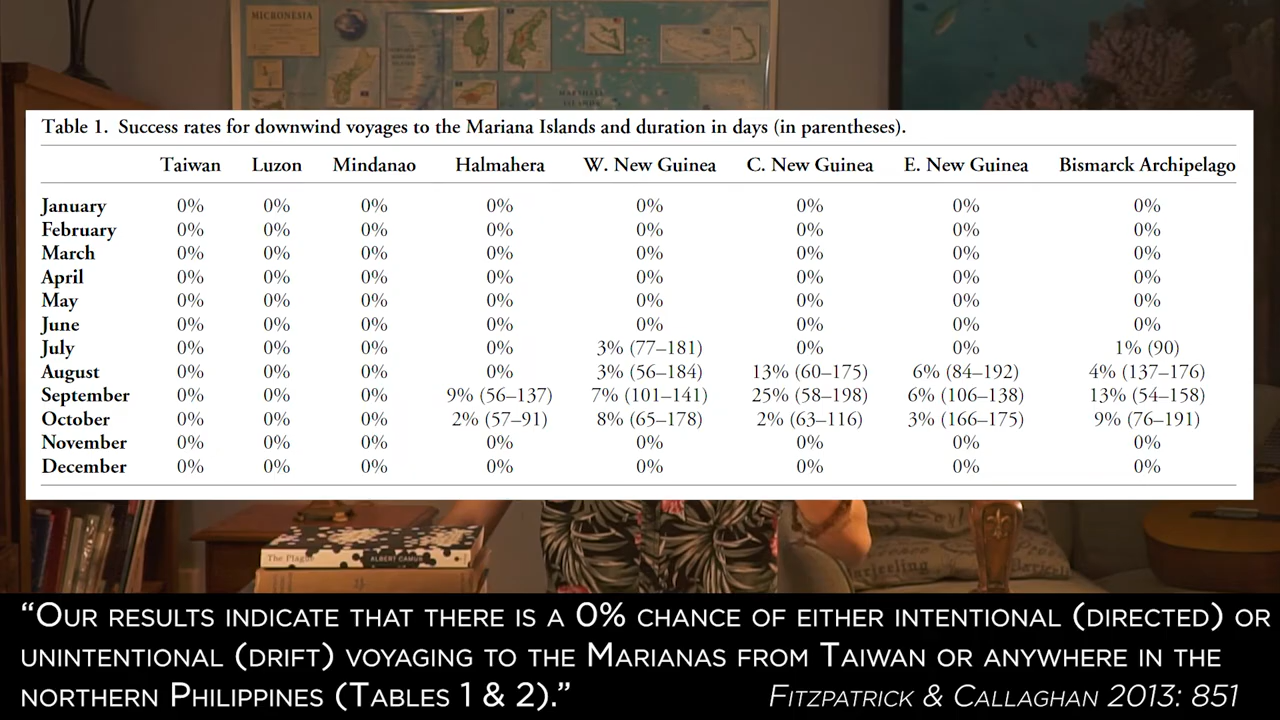 MICRONESIA
Table 1. Success rates for downwind voyages to the Mariana Islands and duration in days (in parentheses).
Taiwan Luzon Mindanao Halmahera W. New Guinea C. New Guinea E. New Guinea Bismarck Archipelago
January 0% 0% 0% 0% 0% 0% 0% 0%
February 0% 0% 0% 0% 0% 0% 0% 0%
March 0% 0% 0% 0% 0% 0% 0% 0%
April 0% 0% 0% 0% 0% 0% 0% 0%
May 0% 0% 0% 0% 0% 0% 0% 0%
June 0% 0% 0% 0% 0% 0% 0% 0%
July 0% 0% 0% 0% 3% (77–181) 0% 0% 1% (90)
August 0% 0% 0% 0% 3% (56–184) 13% (60–175) 6% (84–192) 4% (137–176)
September 0% 0% 0% 9% (56–137) 7% (101–141) 25% (58–198) 6% (106–138) 13% (54–158)
October 0% 0% 0% 2% (57–91) 8% (65–178) 2% (63–116) 3% (166–175) 9% (76–191)
November 0% 0% 0% 0% 0% 0% 0% 0%
December 0% 0% 0% 0% 0% 0% 0% 0%
The Plague ALBERT CAMUS
Darjeeling
“Our results indicate that there is a 0% chance of either intentional (directed) or
unintentional (drift) voyaging to the Marianas from Taiwan or anywhere in the
northern Philippines (Tables 1 & 2).”
Fitzpatrick & Callaghan 2013: 851